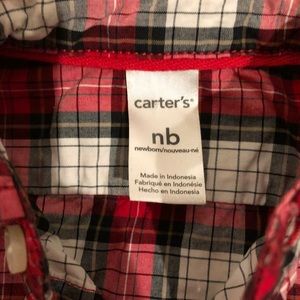 carter's®
nb
newborn/nouveau-né
Made in Indonesia
Fabriqué en Indonésie
Hecho en Indonesia